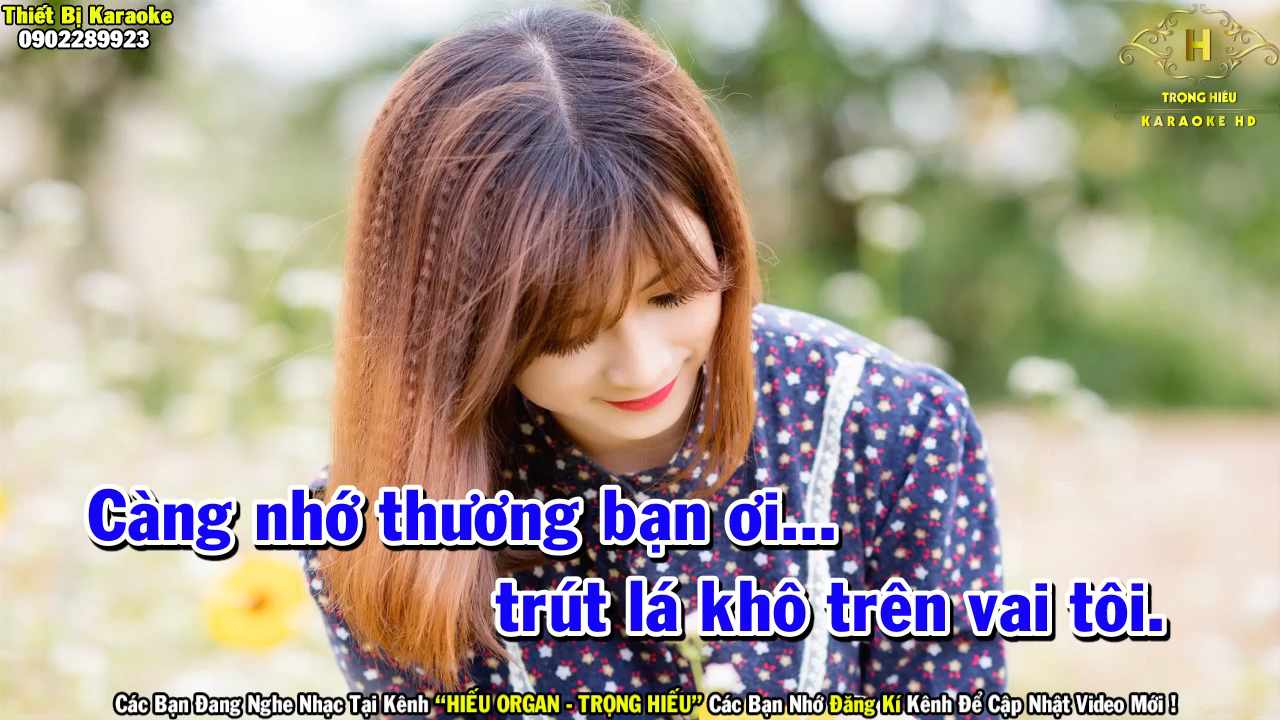 Thiết Bị Karaoke
0902289923
H
TRỌNG HIẾU
KARAOKE HD
Càng nhớ thương bạn ơi...
trút lá khô trên vai tôi.
Các Bạn Đang Nghe Nhạc Tại Kênh “HIẾU ORGAN - TRỌNG HIẾU” Các Bạn Nhớ Đăng Kí Kênh Để Cập Nhật Video Mới !